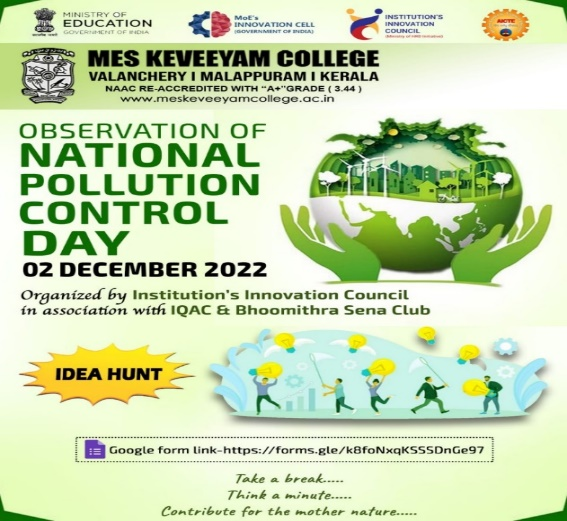 MINISTRY OF
EDUCATION
GOVERNMENT OF INDIA
MoE's
INNOVATION CELL
(GOVERNMENT OF INDIA)
INSTITUTION'S
INNOVATION
COUNCIL
(Ministry of HRD Initiative)
AICTE
MES KEVEEYAM COLLEGE
VALANCHERY I MALAPPURAM I KERALA
NAAC RE-ACCREDITED WITH "A+"GRADE ( 3.44 )
www.meskeveeyamcollege.ac.in
OBSERVATION OF
NATIONAL
POLLUTION
CONTROL
DAY
02 DECEMBER 2022
Organized by Institution's Innovation Council
in association with IQAC & Bhoomithra Sena Club
IDEA HUNT
Google form link-https://forms.gle/k8foNxqKSSSDnGe97
Take a break.....
Think a minute.....
Contribute for the mother nature.....